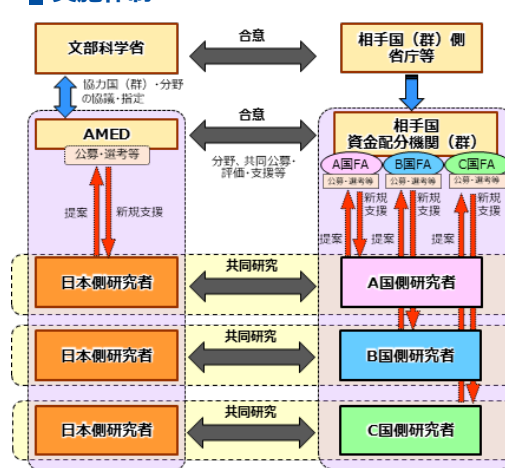 文部科学省
合意
相手国（群）側
省庁等
協力国（群）・分野
の協議・指定
AMED
公募・選考等
合意
分野、共同公募・
評価・支援等
相手国
資金配分機関（群）
A国FA
B国FA
C国FA
公募・選考等
公募・選考等
公募・選考等
提案
新規支援
提案
新規
支援
提案
新規
支援
提案
新規
支援
日本側研究者
共同研究
A国側研究者
日本側研究者
共同研究
B国側研究者
日本側研究者
共同研究
C国側研究者